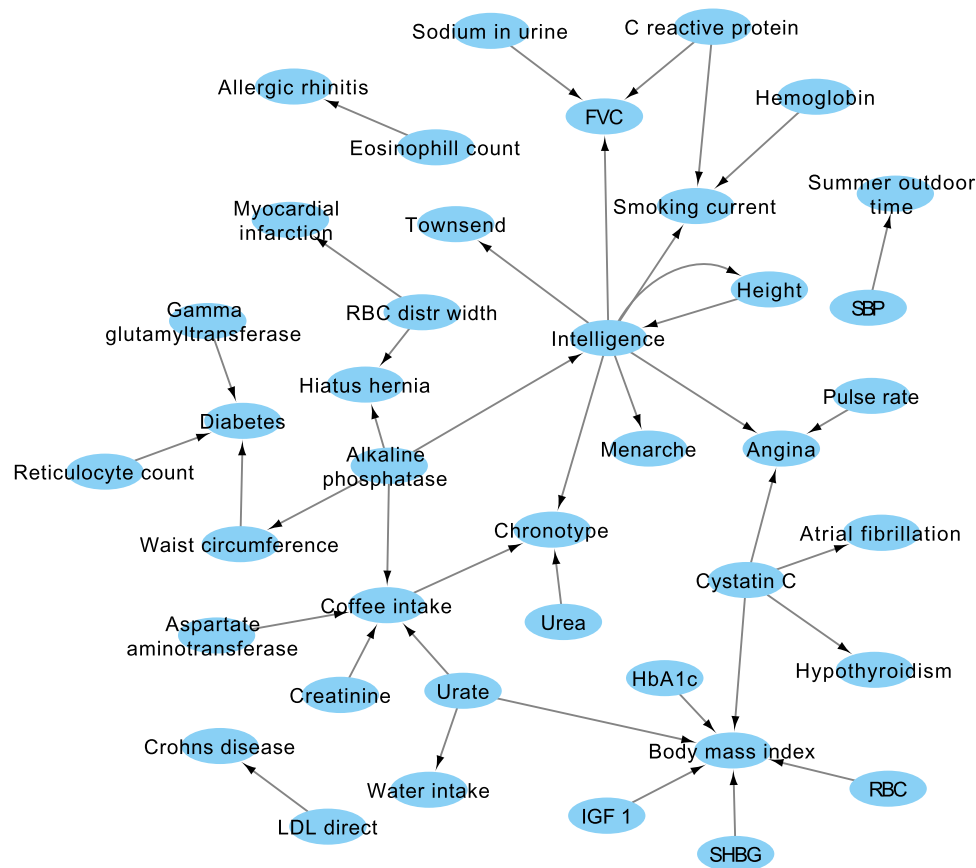 Sodium in urine
C reactive protein
Allergic rhinitis
Hemoglobin
FVC
Eosinophill count
Summer outdoor
time
Smoking current
Myocardial
infarction
Townsend
Height
Gamma
glutamyltransferase
RBC distr width
SBP
Intelligence
Hiatus hernia
Pulse rate
Diabetes
Menarche
Angina
Reticulocyte count
Alkaline
phosphatase
Waist circumference
Chronotype
Atrial fibrillation
Cystatin C
Coffee intake
Aspartate
aminotransferase
Urea
Hypothyroidism
HbA1c
Creatinine
Urate
Crohns disease
Body mass index
Water intake
RBC
IGF 1
LDL direct
SHBG